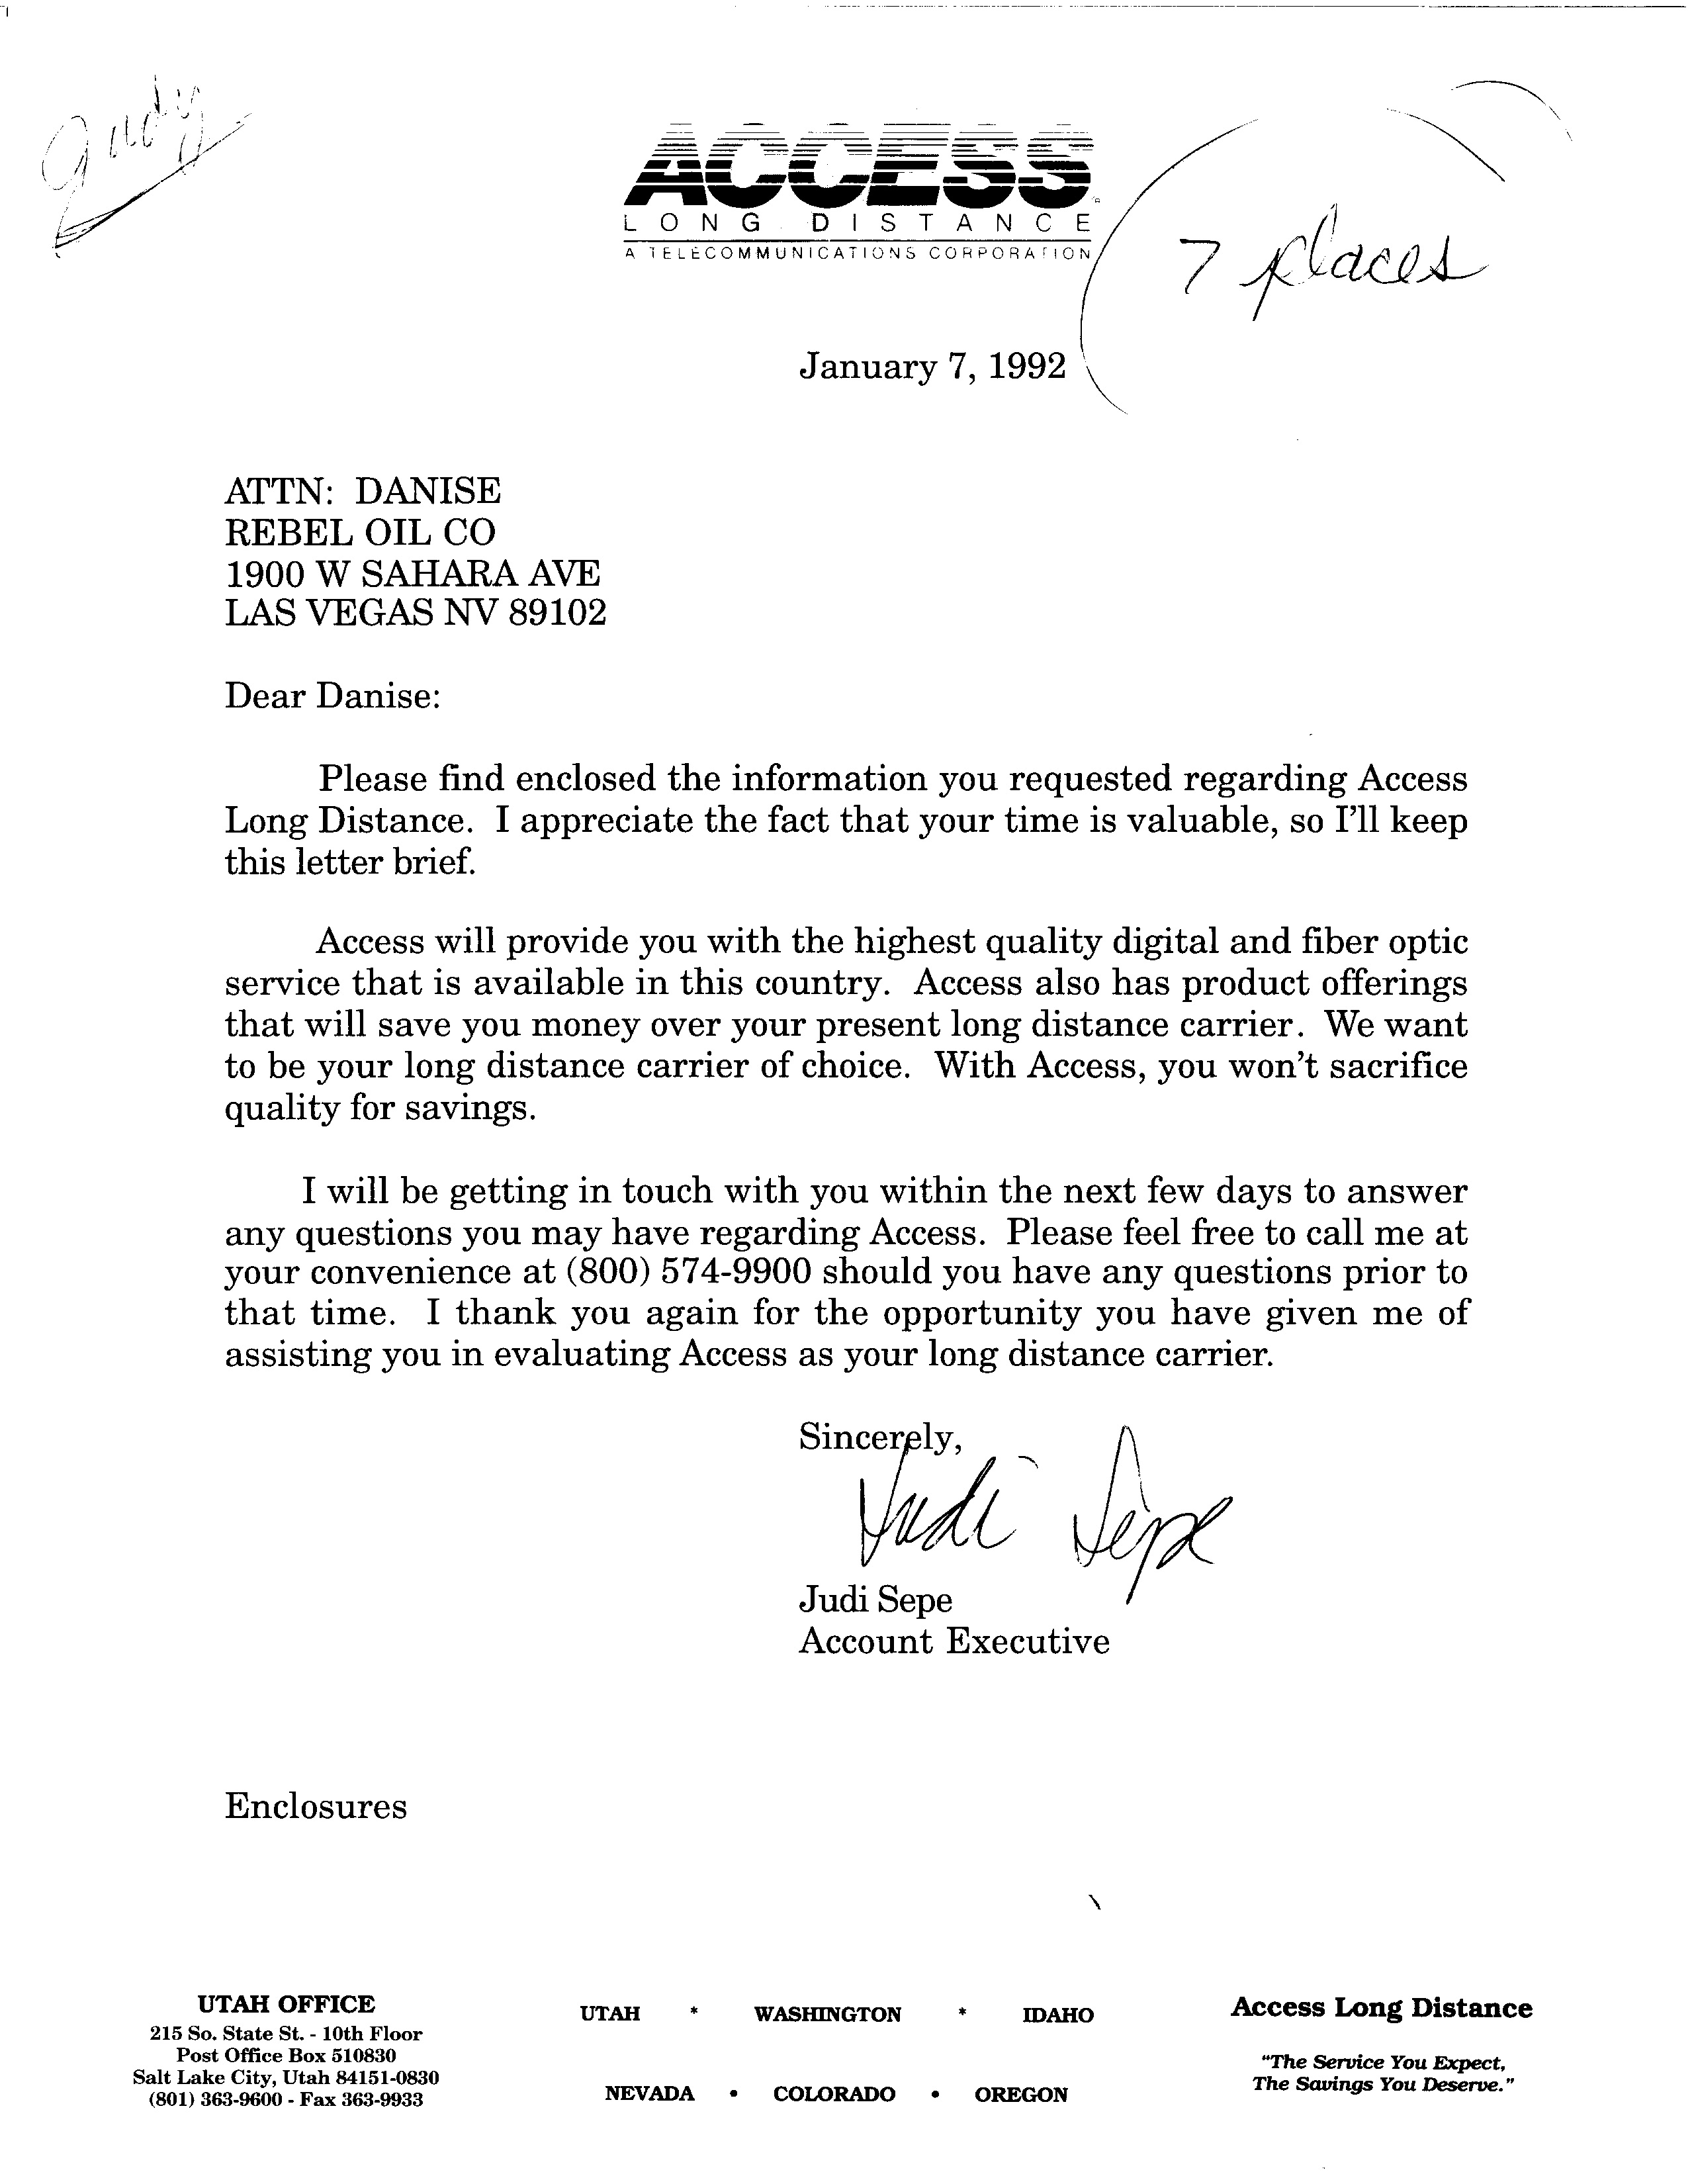 Judy
ACCESS
LONG DISTANCE
A TELECOMMUNICATIONS CORPORATION
7 places
January 7, 1992
ATTN: DANISE
REBEL OIL CO
1900 W SAHARA AVE
LAS VEGAS NV 89102
Dear Danise:
Please find enclosed the information you requested regarding Access
Long Distance. I appreciate the fact that your time is valuable, so I'll keep
this letter brief.
Access will provide you with the highest quality digital and fiber optic
service that is available in this country. Access also has product offerings
that will save you money over your present long distance carrier. We want
to be your long distance carrier of choice. With Access, you won't sacrifice
quality for savings.
I will be getting in touch with you within the next few days to answer
any questions you may have regarding Access. Please feel free to call me at
your convenience at (800) 574-9900 should you have any questions prior to
that time. I thank you again for the opportunity you have given me of
assisting you in evaluating Access as your long distance carrier.
Sincerely,
Judi Sepe
Judi Sepe
Account Executive
Enclosures
UTAH OFFICE
215 So. State St. - 10th Floor
Post Office Box 510830
Salt Lake City, Utah 84151-0830
(801) 363-9600 - Fax 363-9933
UTAH * WASHINGTON * IDAHO
NEVADA • COLORADO • OREGON
Access Long Distance
"The Service You Expect,
The Savings You Deserve."